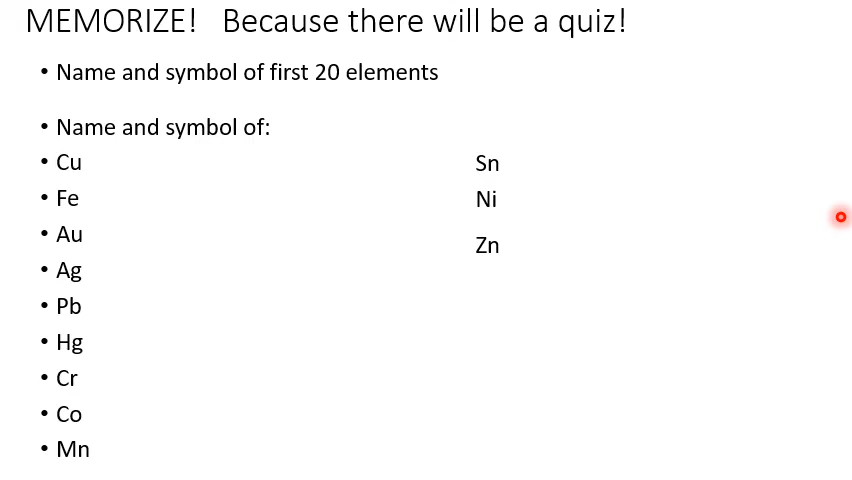 MEMORIZE! Because there will be a quiz!
• Name and symbol of first 20 elements
• Name and symbol of:
• Cu
• Fe
• Au
• Ag
• Pb
• Hg
• Cr
• Co
• Mn
Sn
Ni
Zn